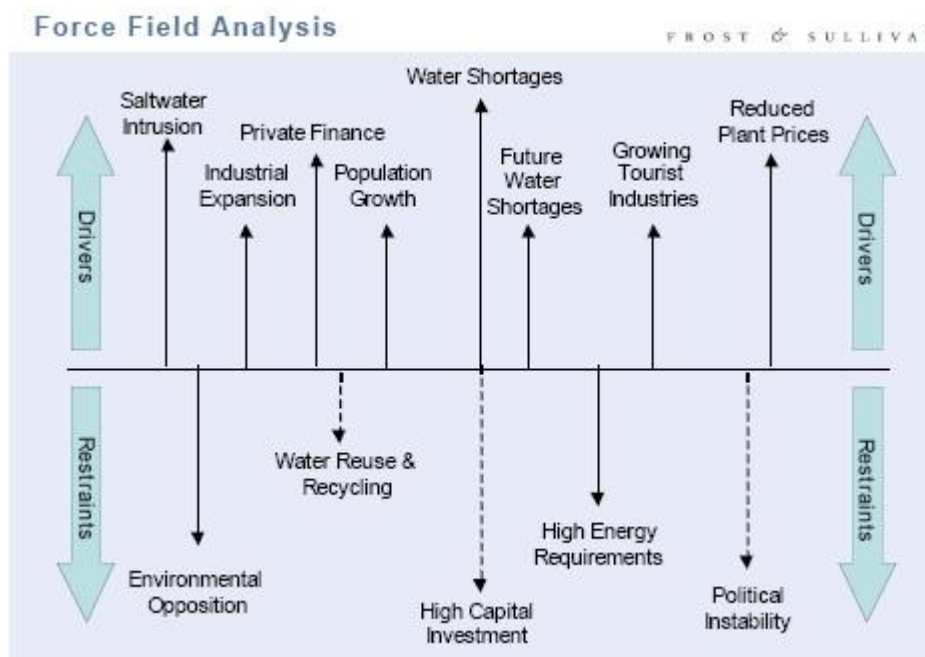 Force Field Analysis
FROST & SULLIVA
Water Shortages
Saltwater
Intrusion
Private Finance
Reduced
Plant Prices
Industrial
Expansion
Population
Growth
Future
Water
Shortages
Growing
Tourist
Industries
Drivers
Drivers
Restraints
Restraints
Water Reuse &
Recycling
High Energy
Requirements
Environmental
Opposition
High Capital
Investment
Political
Instability